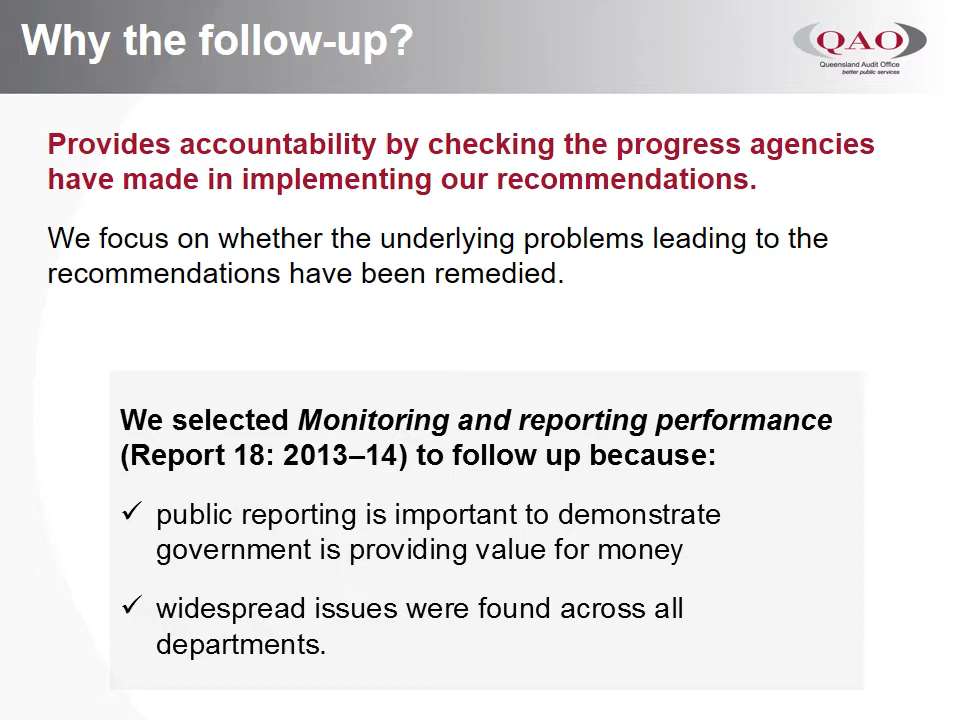 Why the follow-up?
QAO
Queensland Audit Office
better public services
Provides accountability by checking the progress agencies
have made in implementing our recommendations.
We focus on whether the underlying problems leading to the
recommendations have been remedied.
We selected Monitoring and reporting performance
(Report 18: 2013–14) to follow up because:
✓ public reporting is important to demonstrate
government is providing value for money
✓ widespread issues were found across all
departments.